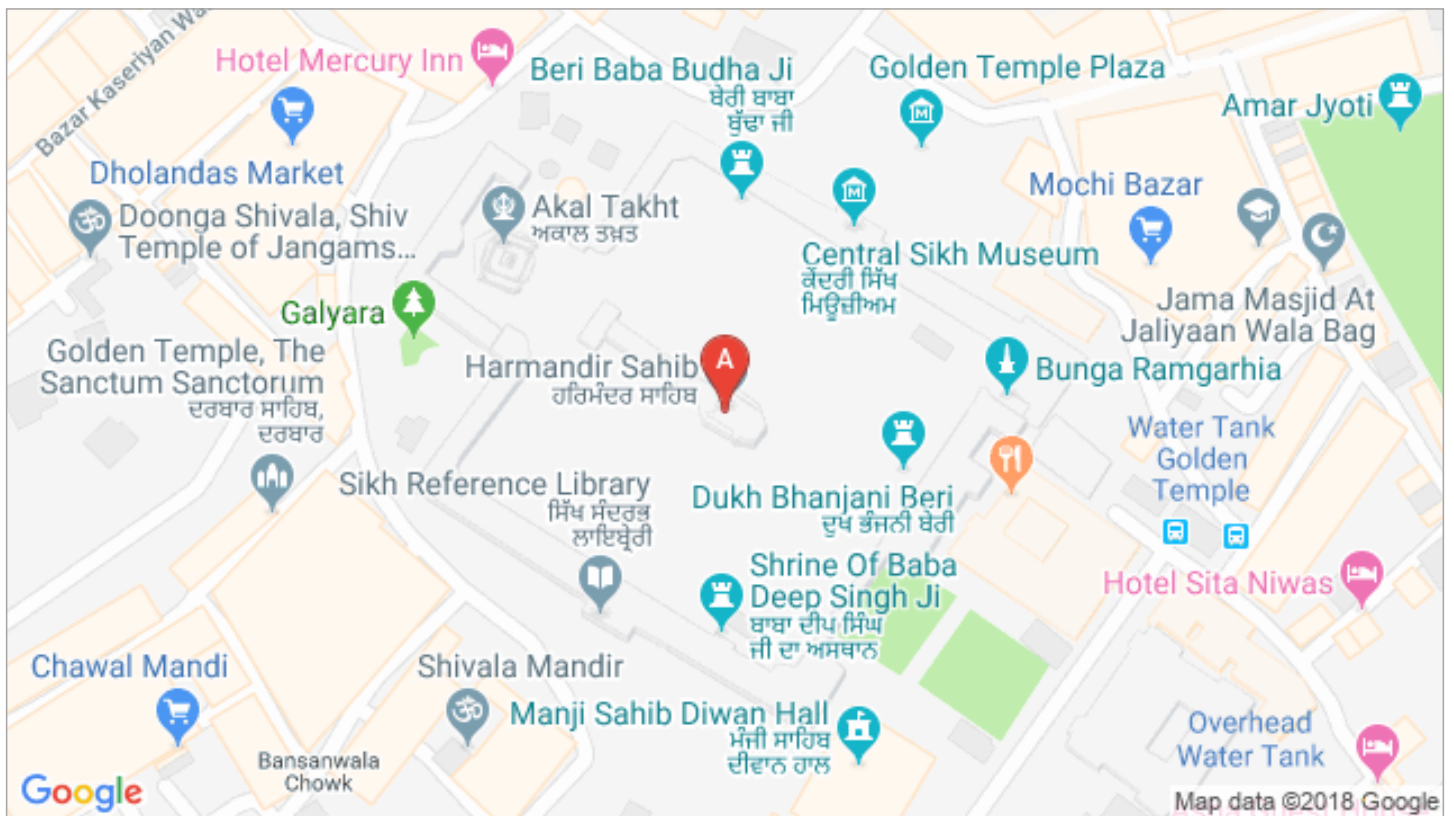 Bazar Kaseriyan Wa
Hotel Mercury Inn
Beri Baba Budha Ji
ਬੇਰੀ ਬਾਬਾ
ਬੁੱਢਾ ਜੀ
Golden Temple Plaza
Amar Jyoti
Dholandas Market
Doonga Shivala, Shiv
Temple of Jangams...
Akal Takht
ਅਕਾਲ ਤਖ਼ਤ
Central Sikh Museum
ਕੇਂਦਰੀ ਸਿੱਖ
ਮਿਊਜ਼ੀਅਮ
Mochi Bazar
Jama Masjid At
Jaliyaan Wala Bag
Galyara
Golden Temple, The
Sanctum Sanctorum
ਦਰਬਾਰ ਸਾਹਿਬ,
ਦਰਬਾਰ
Harmandir Sahib
ਹਰਿਮੰਦਰ ਸਾਹਿਬ
A
Bunga Ramgarhia
Water Tank
Golden
Temple
Sikh Reference Library
ਸਿੱਖ ਸੰਦਰਭ
ਲਾਇਬ੍ਰੇਰੀ
Dukh Bhanjani Beri
ਦੁਖ ਭੰਜਨੀ ਬੇਰੀ
Shrine Of Baba
Deep Singh Ji
ਬਾਬਾ ਦੀਪ ਸਿੰਘ
ਜੀ ਦਾ ਅਸਥਾਨ
Hotel Sita Niwas
Chawal Mandi
Shivala Mandir
Manji Sahib Diwan Hall
ਮੰਜੀ ਸਾਹਿਬ
ਦੀਵਾਨ ਹਾਲ
Overhead
Water Tank
Bansanwala
Chowk
Google
Map data ©2018 Google